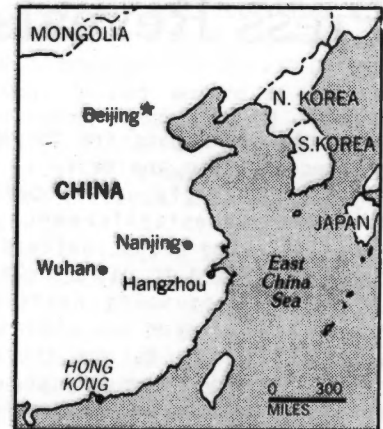 MONGOLIA
N. KOREA
Beijing
S. KOREA
CHINA
JAPAN
Nanjing
Wuhan
Hangzhou
East
China
Sea
HONG
KONG
0 300
MILES